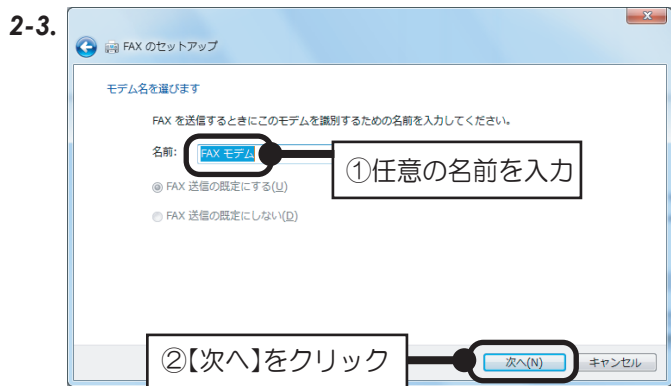 2-3.
FAX のセットアップ
モデム名を選びます
FAX を送信するときにこのモデムを識別するための名前を入力してください。
名前: FAX モデム
①任意の名前を入力
FAX 送信の既定にする(U)
FAX 送信の既定にしない(D)
②【次へ】をクリック
次へ(N) キャンセル